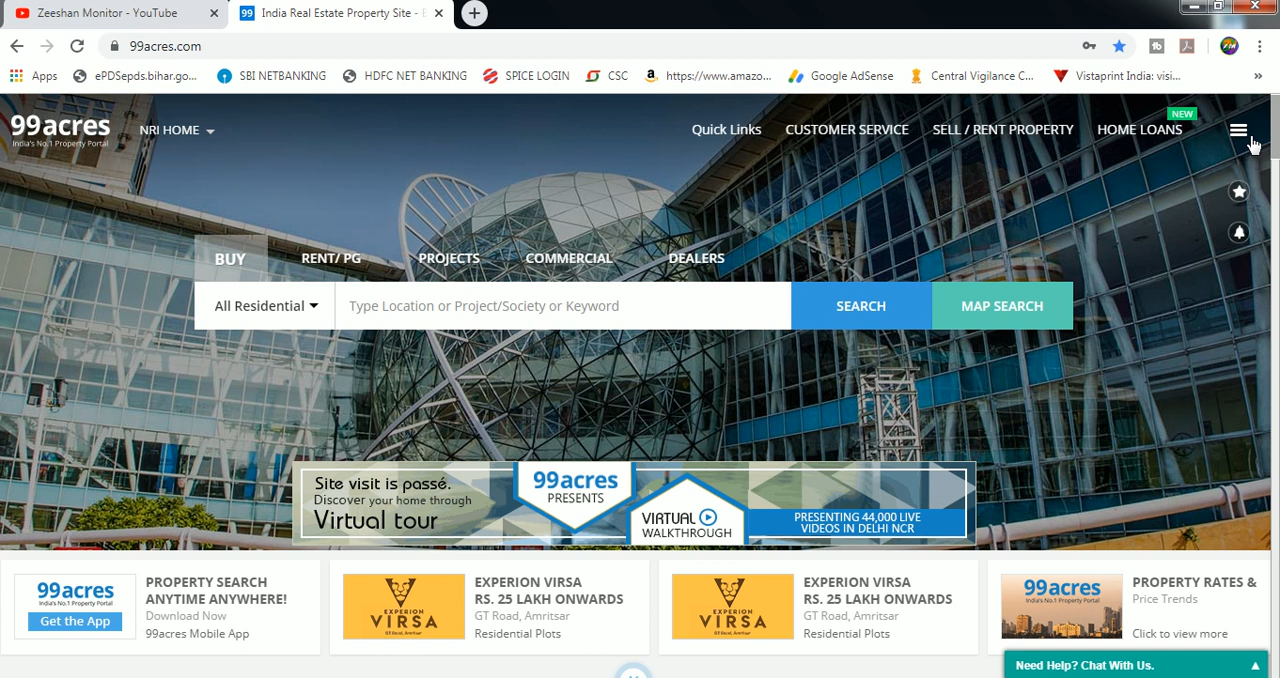 Zeeshan Monitor - YouTube
99 India Real Estate Property Site -
99acres.com
Apps
ePDSepds.bihar.go...
SBI NETBANKING
HDFC NET BANKING
SPICE LOGIN
CSC
https://www.amazo...
Google AdSense
Central Vigilance C...
Vistaprint India: visi...
»
99acres
India's No.1 Property Portal
NRI HOME
Quick Links
CUSTOMER SERVICE
SELL / RENT PROPERTY
NEW
HOME LOANS
BUY
RENT/ PG
PROJECTS
COMMERCIAL
DEALERS
All Residential
Type Location or Project/Society or Keyword
SEARCH
MAP SEARCH
Site visit is passé.
Discover your home through
Virtual tour
99acres
PRESENTS
VIRTUAL
WALKTHROUGH
PRESENTING 44,000 LIVE
VIDEOS IN DELHI NCR
99acres
India's No.1 Property Portal
Get the App
PROPERTY SEARCH
ANYTIME ANYWHERE!
Download Now
99acres Mobile App
EXPERION
VIRSA
GT Road, Amritsar
EXPERION VIRSA
RS. 25 LAKH ONWARDS
GT Road, Amritsar
Residential Plots
EXPERION
VIRSA
GT Road, Amritsar
EXPERION VIRSA
RS. 25 LAKH ONWARDS
GT Road, Amritsar
Residential Plots
99acres
India's No.1 Property Portal
PROPERTY RATES &
Price Trends
Click to view more
Need Help? Chat With Us.